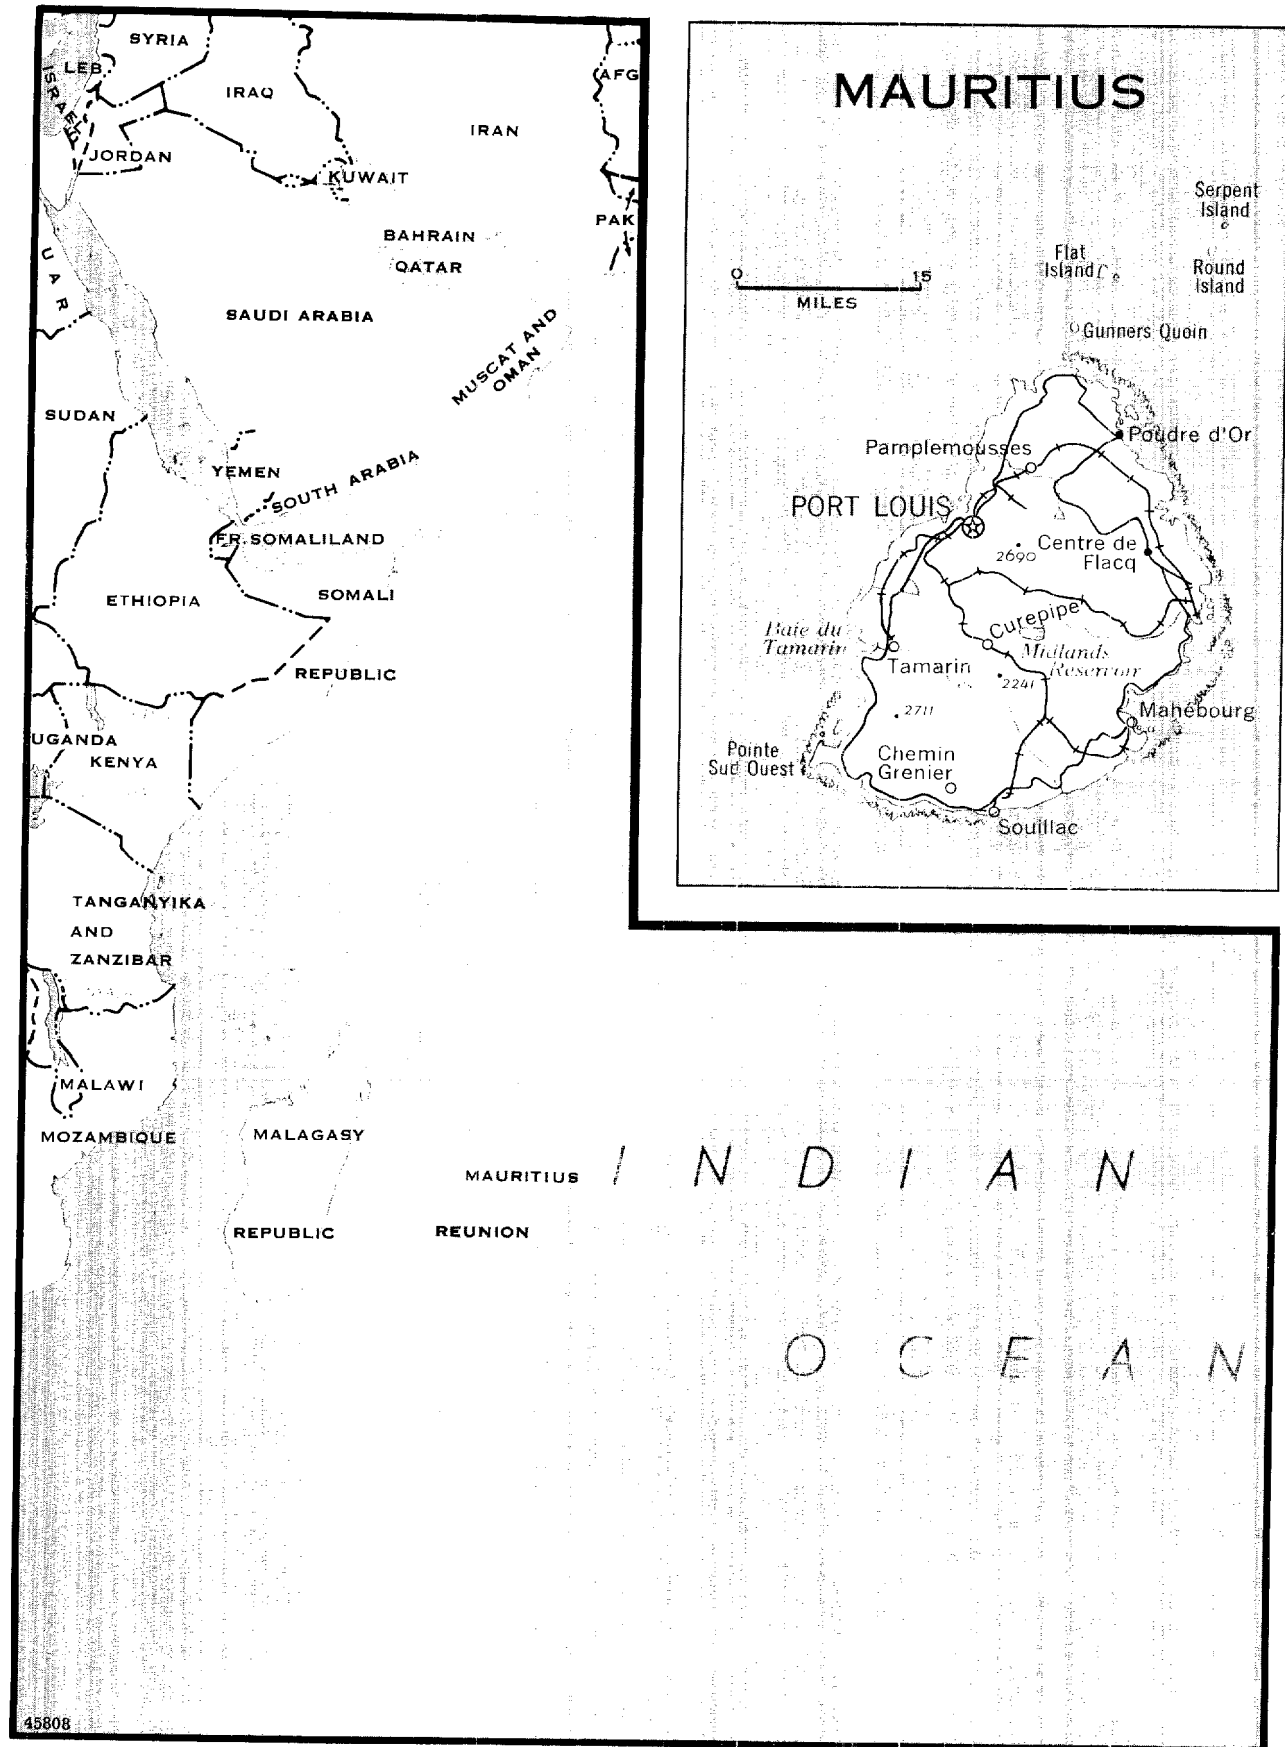 SYRIA
LEB
ISRAEL
IRAQ
AFG
IRAN
JORDAN
KUWAIT
PAK
BAHRAIN
QATAR
UAR
SAUDI ARABIA
MUSCAT AND
OMAN
SUDAN
YEMEN
SOUTH ARABIA
FR. SOMALILAND
ETHIOPIA
SOMALI
REPUBLIC
UGANDA
KENYA
TANGANYIKA
AND
ZANZIBAR
MALAWI
MOZAMBIQUE
MALAGASY
REPUBLIC
MAURITIUS
REUNION
INDIAN
OCEAN
45808
MAURITIUS
Serpent
Island
Flat
Island
Round
Island
0 15
MILES
Gunners Quoin
Poudre d'Or
Pamplemousses
PORT LOUIS
2690
Centre de
Flacq
Curepipe
Baie du
Tamarin
Tamarin
Midlands
Reservoir
2241
2711
Mahébourg
Pointe
Sud Ouest
Chemin
Grenier
Souillac